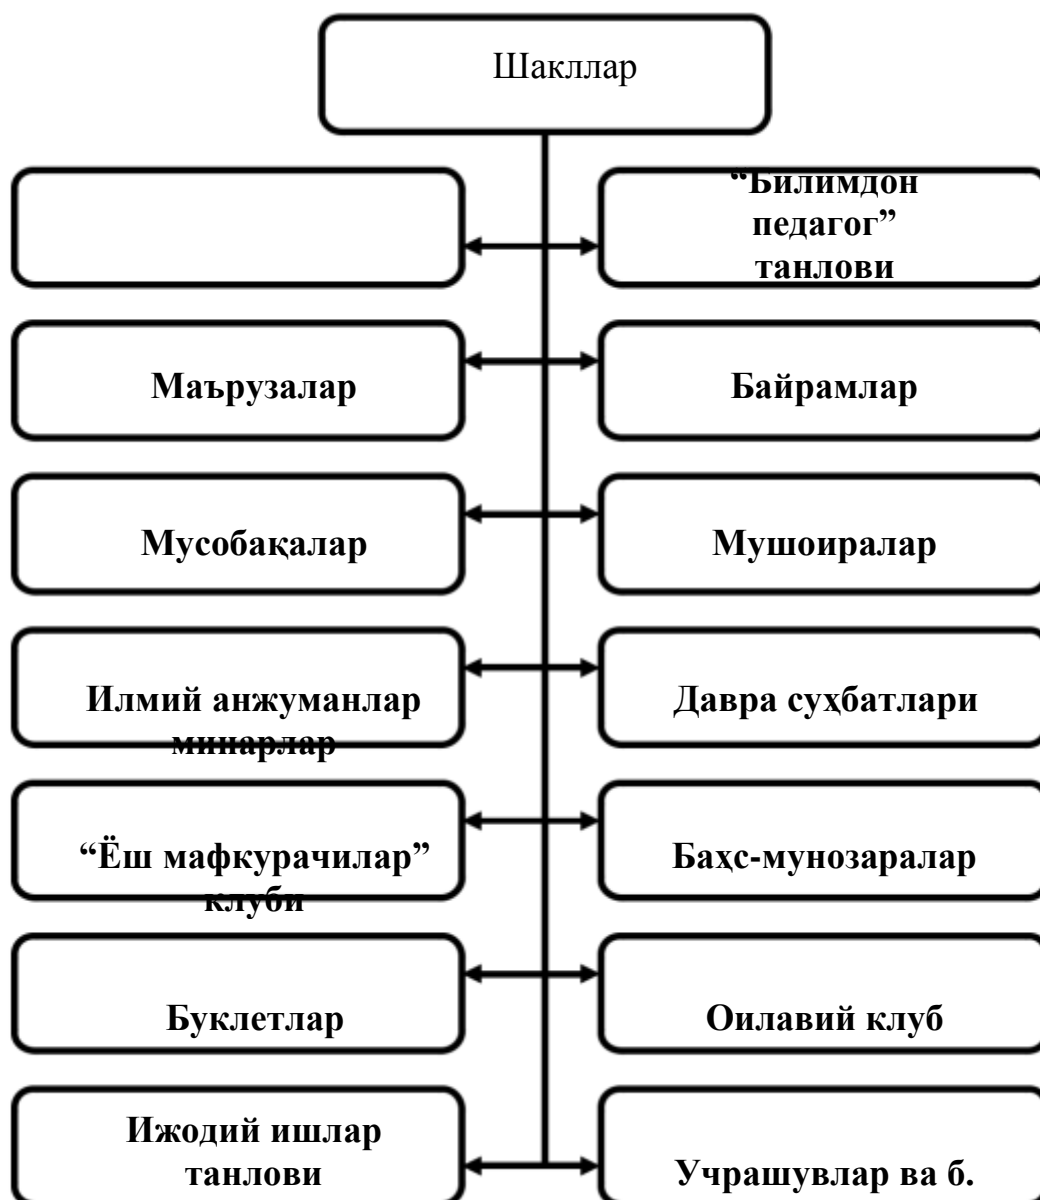 Шакллар
“Билимдон
педагог”
танлови
Маърузалар
Байрамлар
Мусобақалар
Мушоиралар
Илмий анжуманлар
минарлар
Давра суҳбатлари
“Ёш мафкурачилар”
клуби
Баҳс-мунозаралар
Буклетлар
Оилавий клуб
Ижодий ишлар
танлови
Учрашувлар ва б.